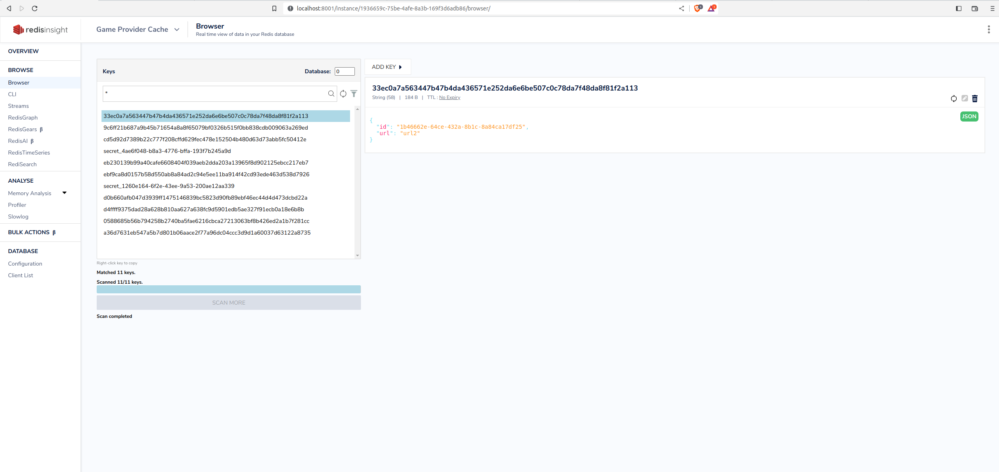 localhost:8001/instance/1936659c-75be-4afe-8a3b-169f3d6adb86/browser/
1
1
redisinsight
Game Provider Cache
Browser
Real time view of data in your Redis database
OVERVIEW
BROWSE
Browser
CLI
Streams
RedisGraph
RedisGears β
RedisAI β
RedisTimeSeries
RediSearch
ANALYSE
Memory Analysis
Profiler
Slowlog
BULK ACTIONS β
DATABASE
Configuration
Client List
Keys
Database: 0
*
33ec0a7a563447b47b4da436571e252da6e6be507c0c78da7f48da8f81f2a113
9c6ff21b687a9b45b71654a8a8f65079bf0326b515f0bb838cdb009063a269ed
cd5d92d7389b22c777f208cffd629fec478e152504b480d63d73abb5fc50412e
secret_4ae6f048-b8a3-4776-bffa-193f7b245a9d
eb230139b99a40cafe6608404f039aeb2dda203a13965f8d902125ebcc217eb7
ebf9ca8d0157b58d550ab8a84ad2c94e5ee11ba914f42cd93ede463d538d7926
secret_1260e164-6f2e-43ee-9a53-200ae12aa339
d0b660afb047d3939ff1475146839bc5823d90fb89ebf46ec44d4d473dcbd22a
d4ffff9375dad28a628b810aa627a638fc9d5901edb5ae327f91ecb0a18e6b8b
0588685b56b794258b2740ba5fae6216cbca27213063bf8b426ed2a1b7f281cc
a36d7631eb547a5b7d801b06aace2f77a96dc04ccc3d9d1a60037d63122a8735
Right-click key to copy
Matched 11 keys.
Scanned 11/11 keys.
SCAN MORE
Scan completed
ADD KEY
33ec0a7a563447b47b4da436571e252da6e6be507c0c78da7f48da8f81f2a113
String (58) | 184 B | TTL : No Expiry
JSON
{
"id": "1b46662e-64ce-432a-8b1c-8a84ca17df25",
"url": "url2"
}